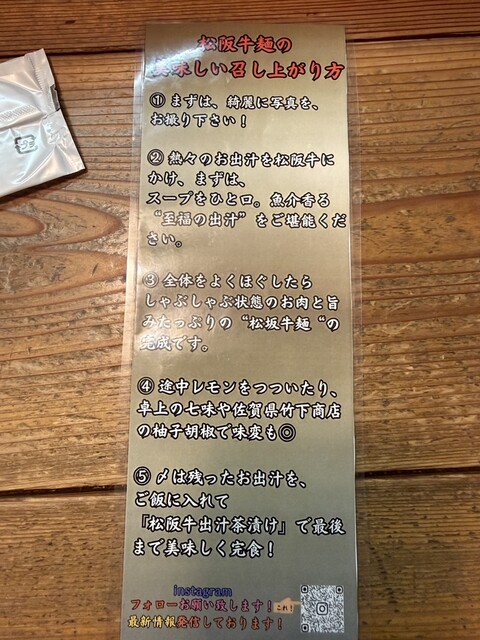 松阪牛麺の
美味しい召し上がり方
① まずは、綺麗に写真を、
お撮り下さい！
② 熱々のお出汁を松阪牛に
かけ、まずは、
スープをひと口。魚介香る
“至福の出汁”をご堪能くだ
さい。
③ 全体をよくほぐしたら
しゃぶしゃぶ状態のお肉と旨
みたっぷりの“松坂牛麺“の
完成です。
④ 途中レモンをつついたり、
卓上の七味や佐賀県竹下商店
の柚子胡椒で味変も◎
⑤ 〆は残ったお出汁を、
ご飯に入れて
『松阪牛出汁茶漬け』で最後
まで美味しく完食！
instagram
フォローお願い致します！これ！
最新情報発信しております！